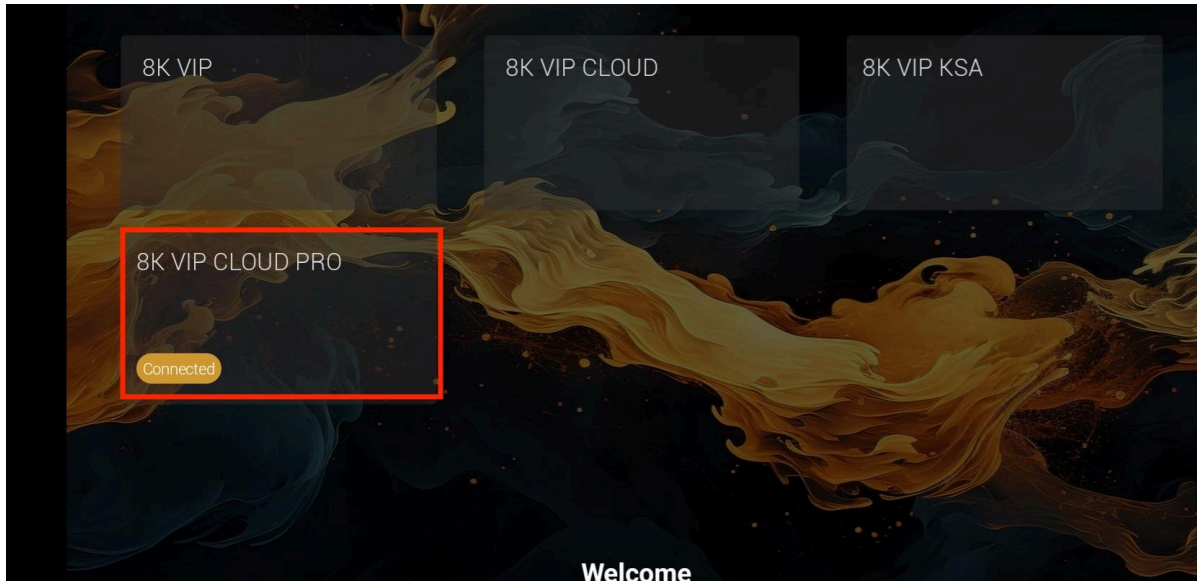 8K VIP
8K VIP CLOUD
8K VIP KSA
8K VIP CLOUD PRO
Connected
Welcome